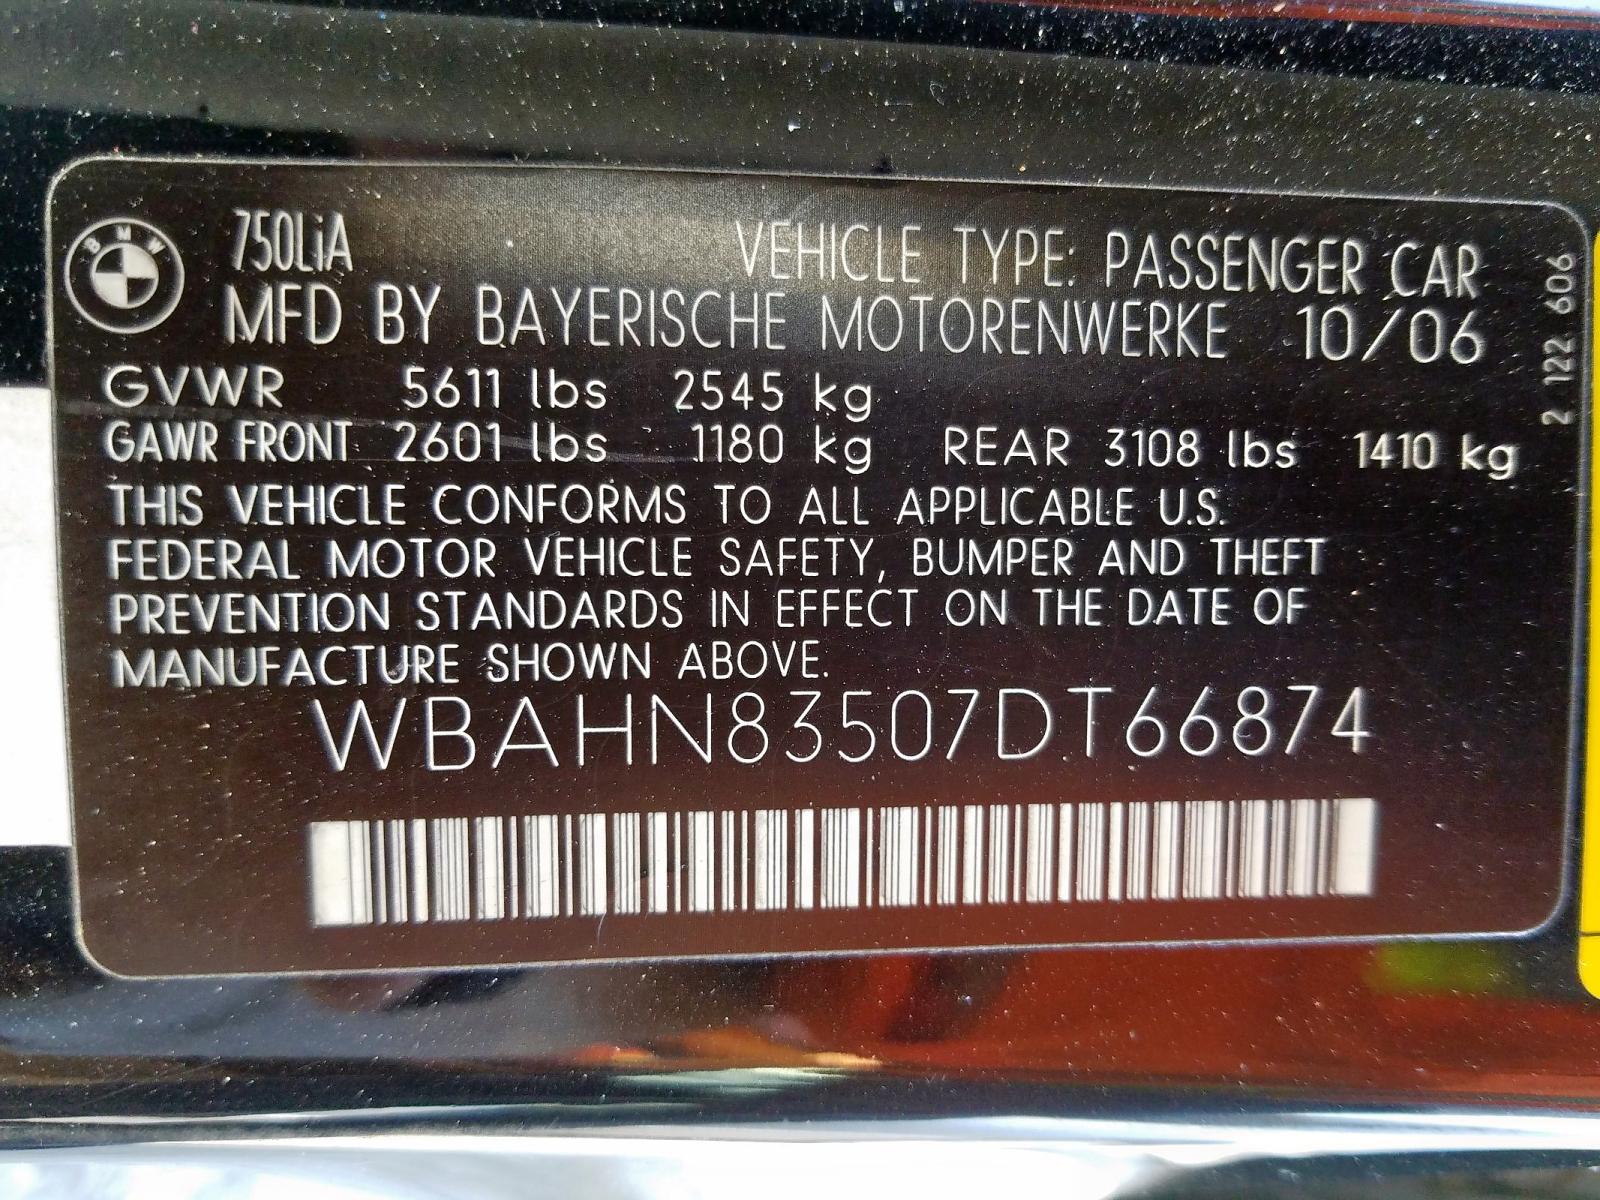 BMW
750LiA
VEHICLE TYPE: PASSENGER CAR
MFD BY BAYERISCHE MOTORENWERKE 10/06
GVWR 5611 lbs 2545 kg
GAWR FRONT 2601 lbs 1180 kg REAR 3108 lbs 1410 kg
THIS VEHICLE CONFORMS TO ALL APPLICABLE U.S.
FEDERAL MOTOR VEHICLE SAFETY, BUMPER AND THEFT
PREVENTION STANDARDS IN EFFECT ON THE DATE OF
MANUFACTURE SHOWN ABOVE.
WBAHN83507DT66874
2 122 606